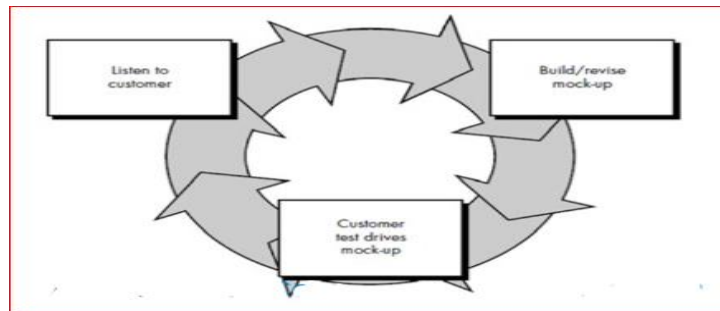 Listen to
customer
Build/revise
mock-up
Customer
test drives
mock-up